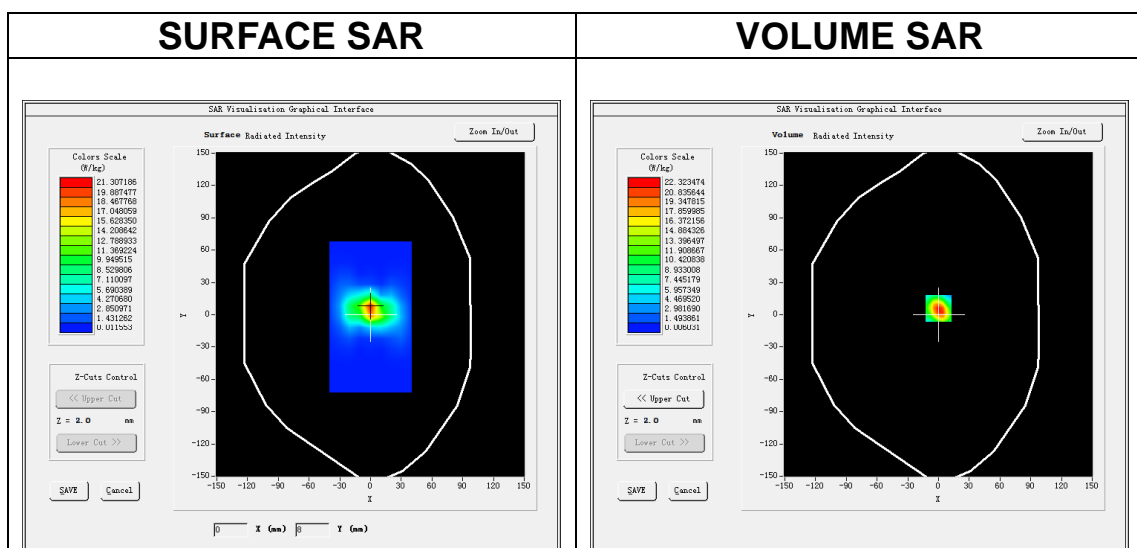 SURFACE SAR
VOLUME SAR
SAR Visualisation Graphical Interface
Surface Radiated Intensity
Zoom In/Out
Colors Scale
(W/kg)
21.307186
19.887477
18.467768
17.048059
15.628350
14.208642
12.788933
11.369224
9.949515
8.529806
7.110097
5.690389
4.270680
2.850971
1.431262
0.011553
150
120
90
60
30
0
-30
-60
-90
-120
-150
Y
-150 -120 -90 -60 -30 0 30 60 90 120 150
X
Z-Cuts Control
<< Upper Cut
Z = 2.0 mm
Lower Cut >>
SAVE
Cancel
0 X (mm) 8 Y (mm)
SAR Visualisation Graphical Interface
Volume Radiated Intensity
Zoom In/Out
Colors Scale
(W/kg)
22.323474
20.835644
19.347815
17.859985
16.372156
14.884326
13.396497
11.908667
10.420838
8.933008
7.445179
5.957349
4.469520
2.981690
1.493861
0.006031
150
120
90
60
30
0
-30
-60
-90
-120
-150
Y
-150 -120 -90 -60 -30 0 30 60 90 120 150
X
Z-Cuts Control
<< Upper Cut
Z = 2.0 mm
Lower Cut >>
SAVE
Cancel